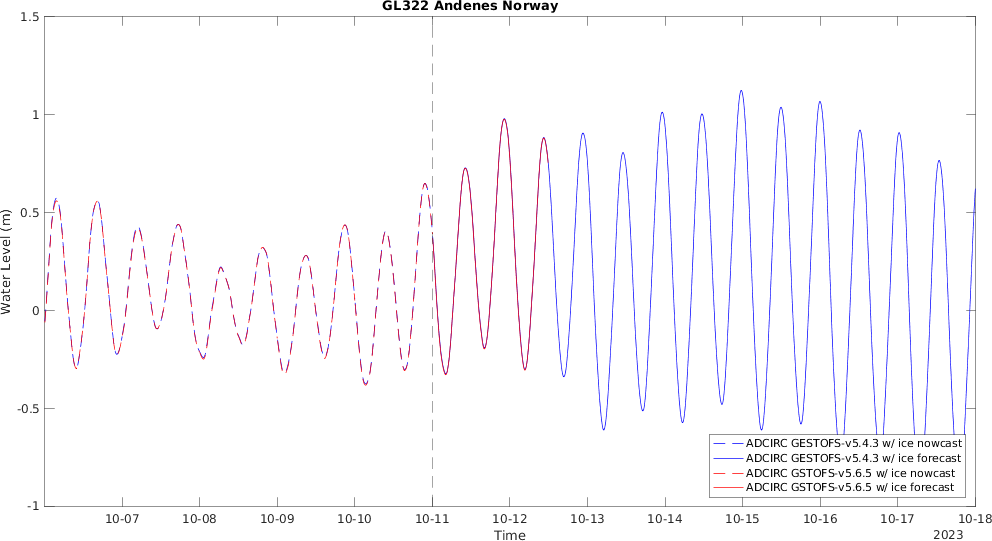 GL322 Andenes Norway
1.5
1
0.5
0
-0.5
-1
Water Level (m)
10-07 10-08 10-09 10-10 10-11 10-12 10-13 10-14 10-15 10-16 10-17 10-18
Time
2023
ADCIRC GESTOFS-v5.4.3 w/ ice nowcast
ADCIRC GESTOFS-v5.4.3 w/ ice forecast
ADCIRC GSTOFS-v5.6.5 w/ ice nowcast
ADCIRC GSTOFS-v5.6.5 w/ ice forecast